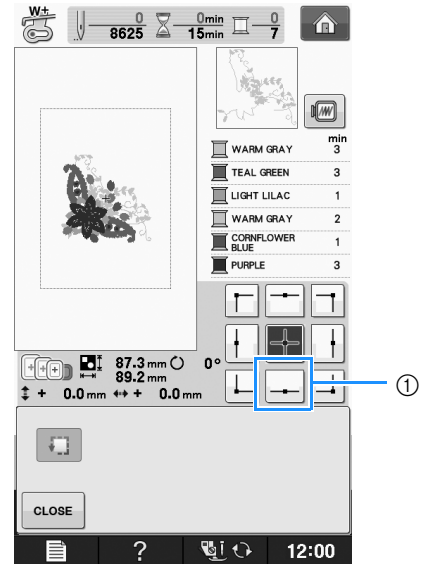 W+
0
8625
0min
15min
0
7
min
WARM GRAY 3
TEAL GREEN 3
LIGHT LILAC 1
WARM GRAY 2
CORNFLOWER
BLUE 1
PURPLE 3
87.3 mm 0°
89.2 mm
+ 0.0 mm + 0.0 mm
①
CLOSE
? 12:00